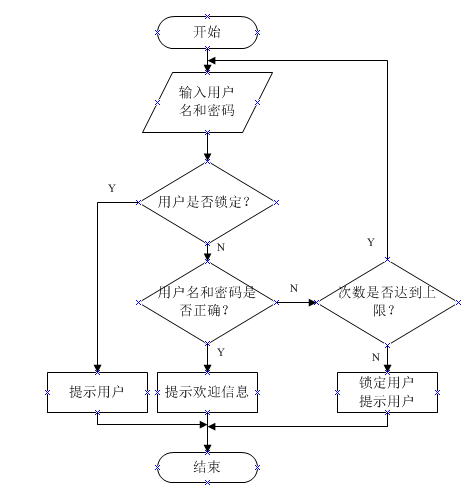 开始
输入用户
名和密码
Y
用户是否锁定？
N
Y
用户名和密码是
否正确？
N
次数是否达到上
限？
Y
N
提示用户
提示欢迎信息
锁定用户
提示用户
结束